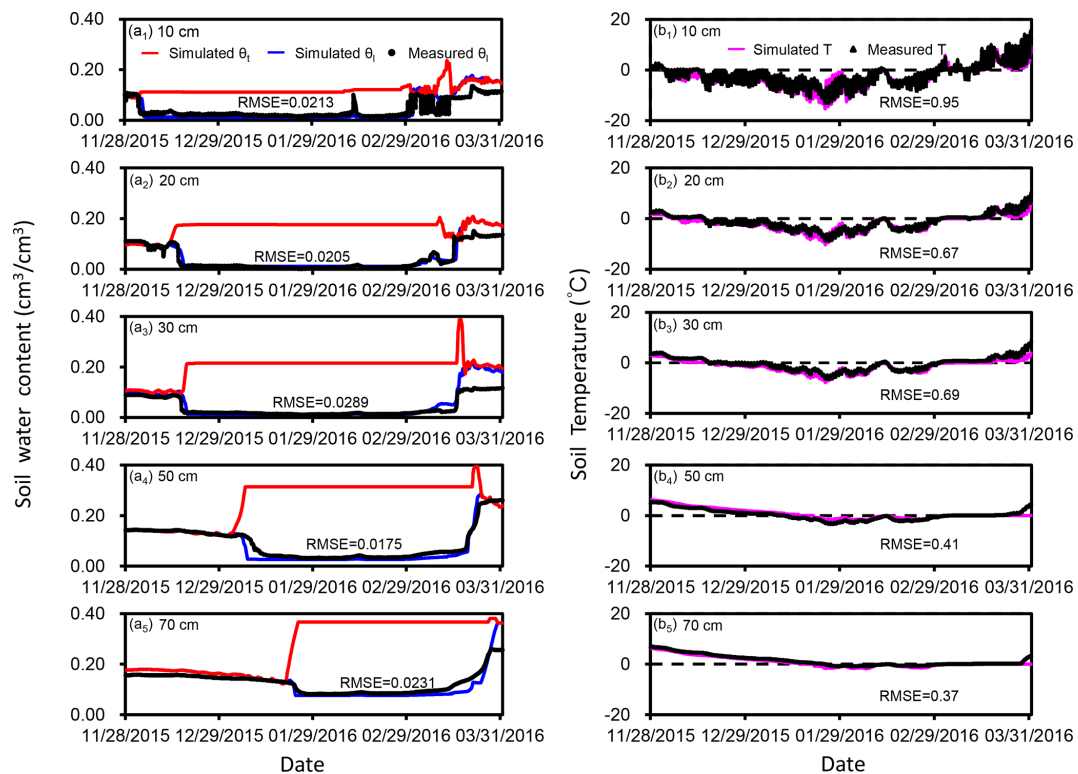 Soil water content (cm³/cm³)
(a₁) 10 cm
Simulated θₜ Simulated θₗ Measured θₗ
RMSE=0.0213
0.40
0.20
0.00
11/28/2015 12/29/2015 01/29/2016 02/29/2016 03/31/2016
(a₂) 20 cm
RMSE=0.0205
0.40
0.20
0.00
11/28/2015 12/29/2015 01/29/2016 02/29/2016 03/31/2016
(a₃) 30 cm
RMSE=0.0289
0.40
0.20
0.00
11/28/2015 12/29/2015 01/29/2016 02/29/2016 03/31/2016
(a₄) 50 cm
RMSE=0.0175
0.40
0.20
0.00
11/28/2015 12/29/2015 01/29/2016 02/29/2016 03/31/2016
(a₅) 70 cm
RMSE=0.0231
0.40
0.20
0.00
11/28/2015 12/29/2015 01/29/2016 02/29/2016 03/31/2016
Date
Soil Temperature (°C)
(b₁) 10 cm
Simulated T Measured T
RMSE=0.95
20
0
-20
11/28/2015 12/29/2015 01/29/2016 02/29/2016 03/31/2016
(b₂) 20 cm
RMSE=0.67
20
0
-20
11/28/2015 12/29/2015 01/29/2016 02/29/2016 03/31/2016
(b₃) 30 cm
RMSE=0.69
20
0
-20
11/28/2015 12/29/2015 01/29/2016 02/29/2016 03/31/2016
(b₄) 50 cm
RMSE=0.41
20
0
-20
11/28/2015 12/29/2015 01/29/2016 02/29/2016 03/31/2016
(b₅) 70 cm
RMSE=0.37
20
0
-20
11/28/2015 12/29/2015 01/29/2016 02/29/2016 03/31/2016
Date